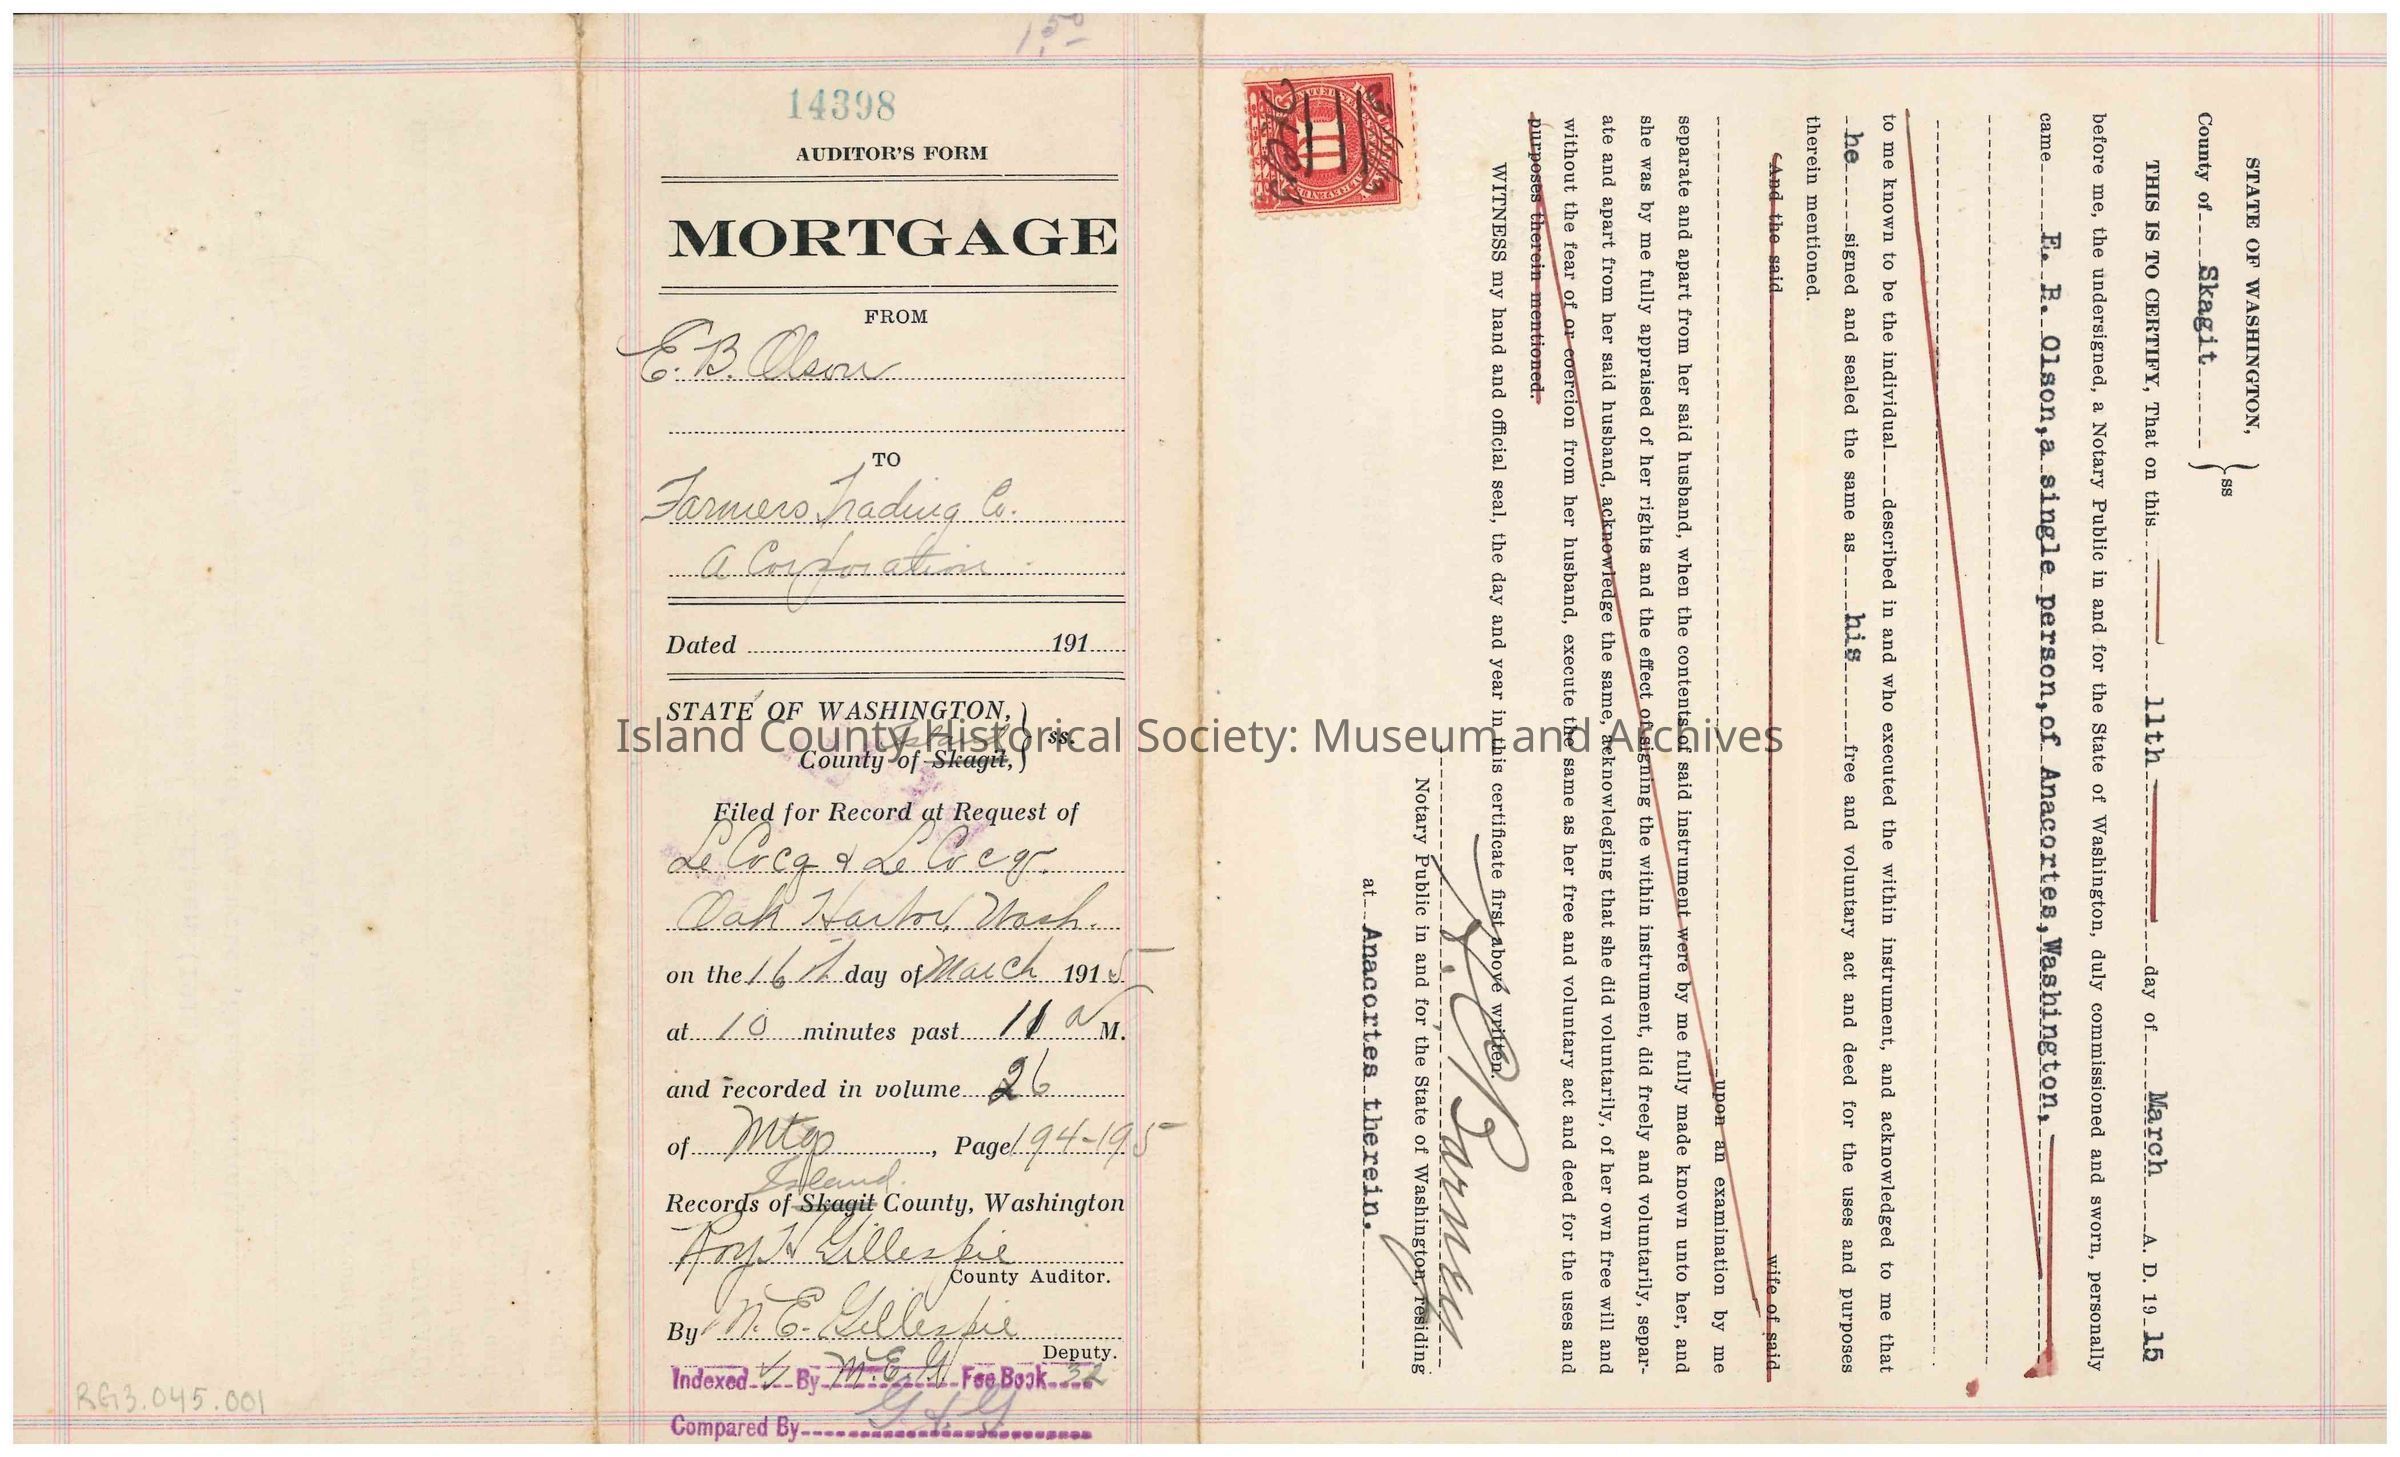 1.50
14398
AUDITOR'S FORM
MORTGAGE
FROM
E. B. Olson
TO
Farmers Trading Co.
a Corporation
Dated 191
STATE OF WASHINGTON,
County of Skagit, ss.
Island
Filed for Record at Request of
Le Cocq & Le Cocq.
Oak Harbor, Wash.
on the 16th day of March 1915
at 10 minutes past 11 a M.
and recorded in volume 26
of Mtgs, Page 194-195
Island
Records of Skagit County, Washington
Roy H Gillespie
County Auditor.
By M. E. Gillespie
Deputy.
Indexed By M. E. G Fee Book 32
Compared By G & G
RG13.045.001
STATE OF WASHINGTON,
County of Skagit ss
THIS IS TO CERTIFY, That on this 11th day of March A. D. 19 15
before me, the undersigned, a Notary Public in and for the State of Washington, duly commissioned and sworn, personally
came E. B. Olson, a single person, of Anacortes, Washington,
to me known to be the individual described in and who executed the within instrument, and acknowledged to me that
he signed and sealed the same as his free and voluntary act and deed for the uses and purposes
therein mentioned.
(And the said wife of said
upon an examination by me
separate and apart from her said husband, when the contents of said instrument were by me fully made known unto her, and
she was by me fully appraised of her rights and the effect of signing the within instrument, did freely and voluntarily, separ-
ate and apart from her said husband, acknowledge the same, acknowledging that she did voluntarily, of her own free will and
without the fear of or coercion from her husband, execute the same as her free and voluntary act and deed for the uses and
purposes therein mentioned.
WITNESS my hand and official seal, the day and year in this certificate first above written.
Barney
Notary Public in and for the State of Washington, residing
at Anacortes therein.
Island County Historical Society: Museum and Archives